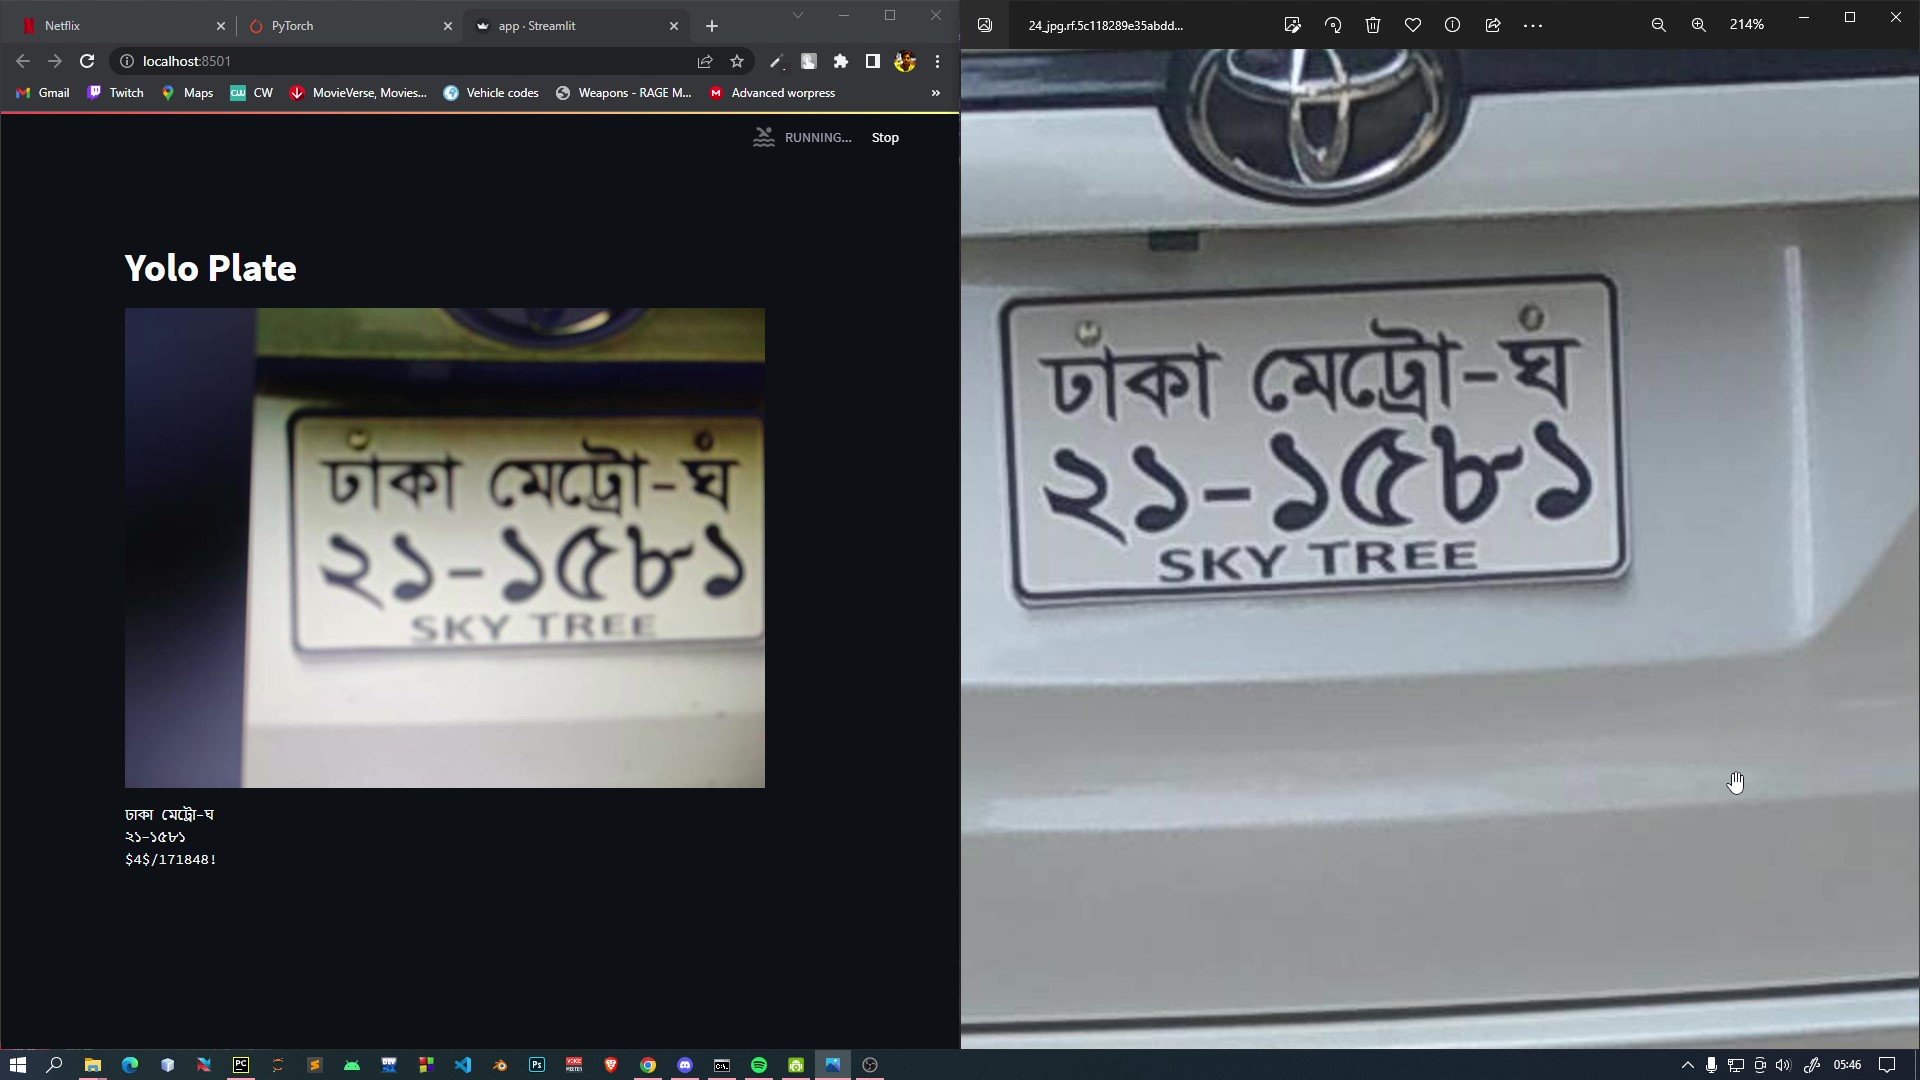 Netflix
PyTorch
app · Streamlit
localhost:8501
Gmail
Twitch
Maps
CW
MovieVerse, Movies...
Vehicle codes
Weapons - RAGE M...
Advanced worpress
»
RUNNING...
Stop
Yolo Plate
ঢাকা মেট্রো-ঘ
২১-১৫৮১
SKY TREE
ঢাকা মেট্রো-ঘ
২১-১৫৮১
$4$/171848!
24_jpg.rf.5c118289e35abdd...
214%
ঢাকা মেট্রো-ঘ
২১-১৫৮১
SKY TREE
05:46